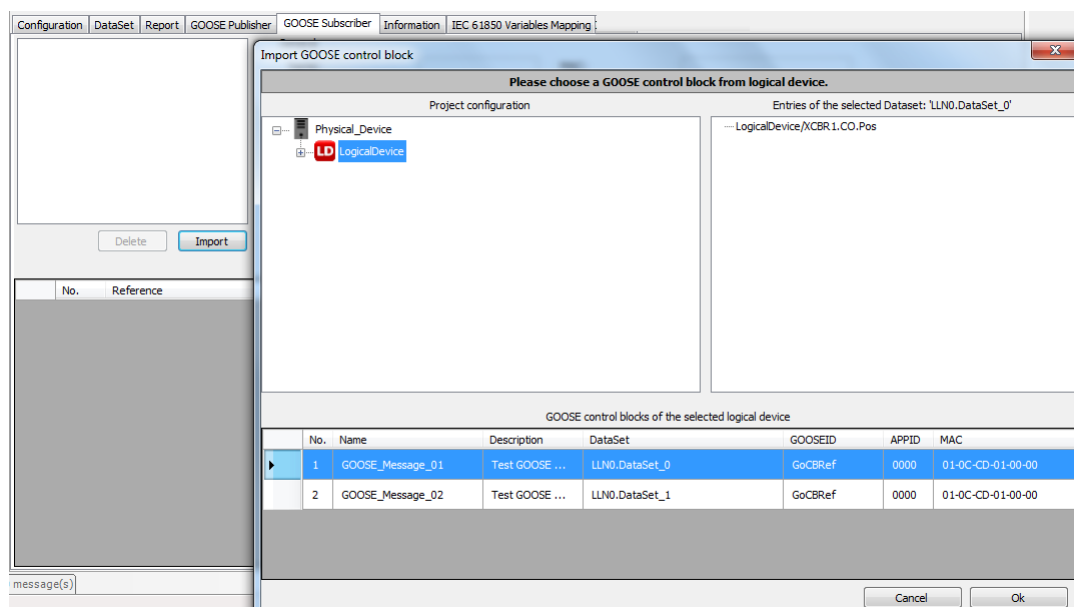 Configuration DataSet Report GOOSE Publisher GOOSE Subscriber Information IEC 61850 Variables Mapping
Import GOOSE control block
Please choose a GOOSE control block from logical device.
Project configuration Entries of the selected Dataset: 'LLN0.DataSet_0'
Physical_Device
LD LogicalDevice
LogicalDevice/XCBR1.CO.Pos
Delete Import
No. Reference
GOOSE control blocks of the selected logical device
No. Name Description DataSet GOOSEID APPID MAC
1 GOOSE_Message_01 Test GOOSE ... LLN0.DataSet_0 GoCBRef 0000 01-0C-CD-01-00-00
2 GOOSE_Message_02 Test GOOSE ... LLN0.DataSet_1 GoCBRef 0000 01-0C-CD-01-00-00
message(s)
Cancel Ok